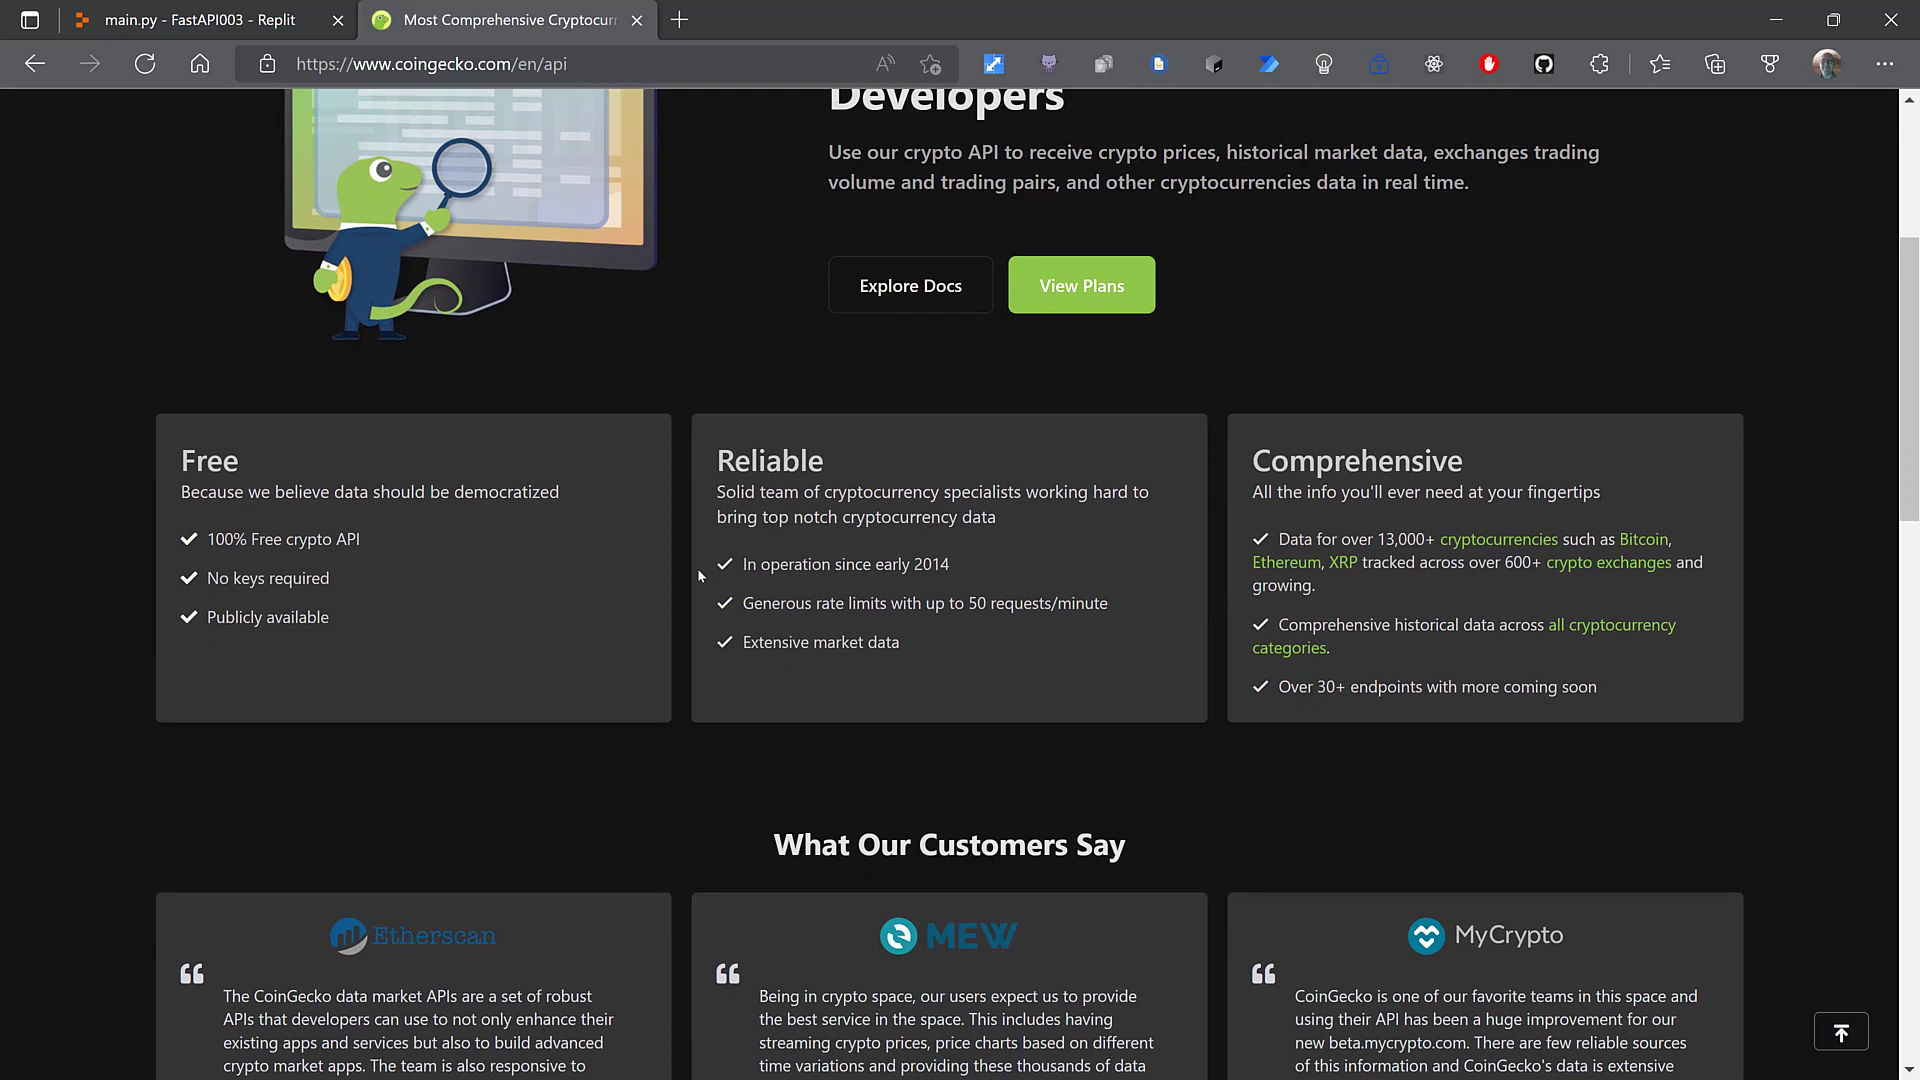 main.py - FastAPI003 - Replit
Most Comprehensive Cryptocurr
https://www.coingecko.com/en/api
Developers
Use our crypto API to receive crypto prices, historical market data, exchanges trading
volume and trading pairs, and other cryptocurrencies data in real time.
Explore Docs
View Plans
Free
Because we believe data should be democratized
100% Free crypto API
No keys required
Publicly available
Reliable
Solid team of cryptocurrency specialists working hard to
bring top notch cryptocurrency data
In operation since early 2014
Generous rate limits with up to 50 requests/minute
Extensive market data
Comprehensive
All the info you'll ever need at your fingertips
Data for over 13,000+ cryptocurrencies such as Bitcoin,
Ethereum, XRP tracked across over 600+ crypto exchanges and
growing.
Comprehensive historical data across all cryptocurrency
categories.
Over 30+ endpoints with more coming soon
What Our Customers Say
Etherscan
The CoinGecko data market APIs are a set of robust
APIs that developers can use to not only enhance their
existing apps and services but also to build advanced
crypto market apps. The team is also responsive to
MEW
Being in crypto space, our users expect us to provide
the best service in the space. This includes having
streaming crypto prices, price charts based on different
time variations and providing these thousands of data
MyCrypto
CoinGecko is one of our favorite teams in this space and
using their API has been a huge improvement for our
new beta.mycrypto.com. There are few reliable sources
of this information and CoinGecko's data is extensive